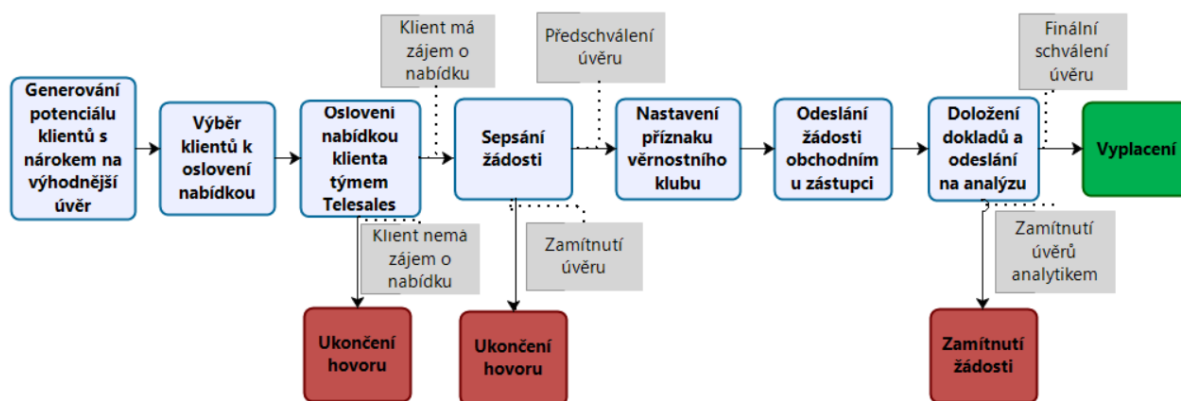 Klient má
zájem o
nabídku
Předschválení
úvěru
Finální
schválení
úvěru
Generování
potenciálu
klientů s
nárokem na
výhodnější
úvěr
Výběr
klientů k
oslovení
nabídkou
Oslovení
nabídkou
klienta
týmem
Telesales
Sepsání
žádosti
Nastavení
příznaku
věrnostního
klubu
Odeslání
žádosti
obchodním
u zástupci
Doložení
dokladů a
odeslání
na analýzu
Vyplacení
Klient nemá
zájem o
nabídku
Zamítnutí
úvěru
Zamítnutí
úvěrů
analytikem
Ukončení
hovoru
Ukončení
hovoru
Zamítnutí
žádosti